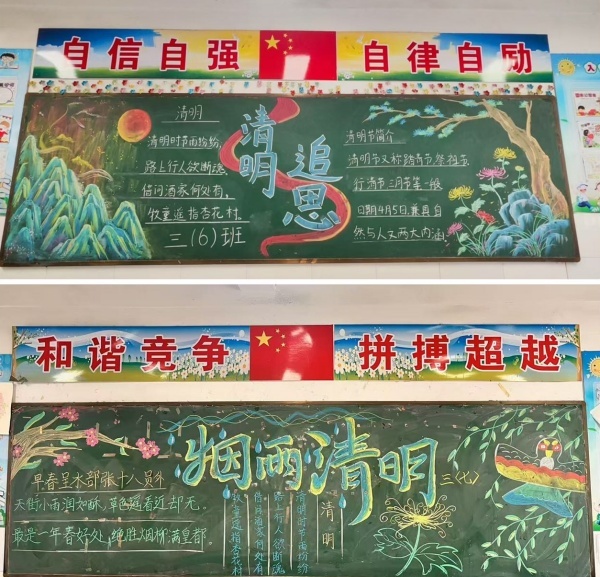 自信自强
自律自励
清明
清明时节雨纷纷,
路上行人欲断魂,
借问酒家何处有,
牧童遥指杏花村.
三(6)班
清明
追思
清明节简介
清明节又称踏青节祭祖节
行清节三月节等一般
日期4月5日,兼具自
然与人文两大内涵
和谐竞争
拼搏超越
早春呈水部张十八员外
天街小雨润如酥,草色遥看近却无.
最是一年春好处,绝胜烟柳满皇都.
烟雨清明
三(七)
清明
清明时节雨纷纷
路上行人欲断魂
借问酒家何处有
牧童遥指杏花村